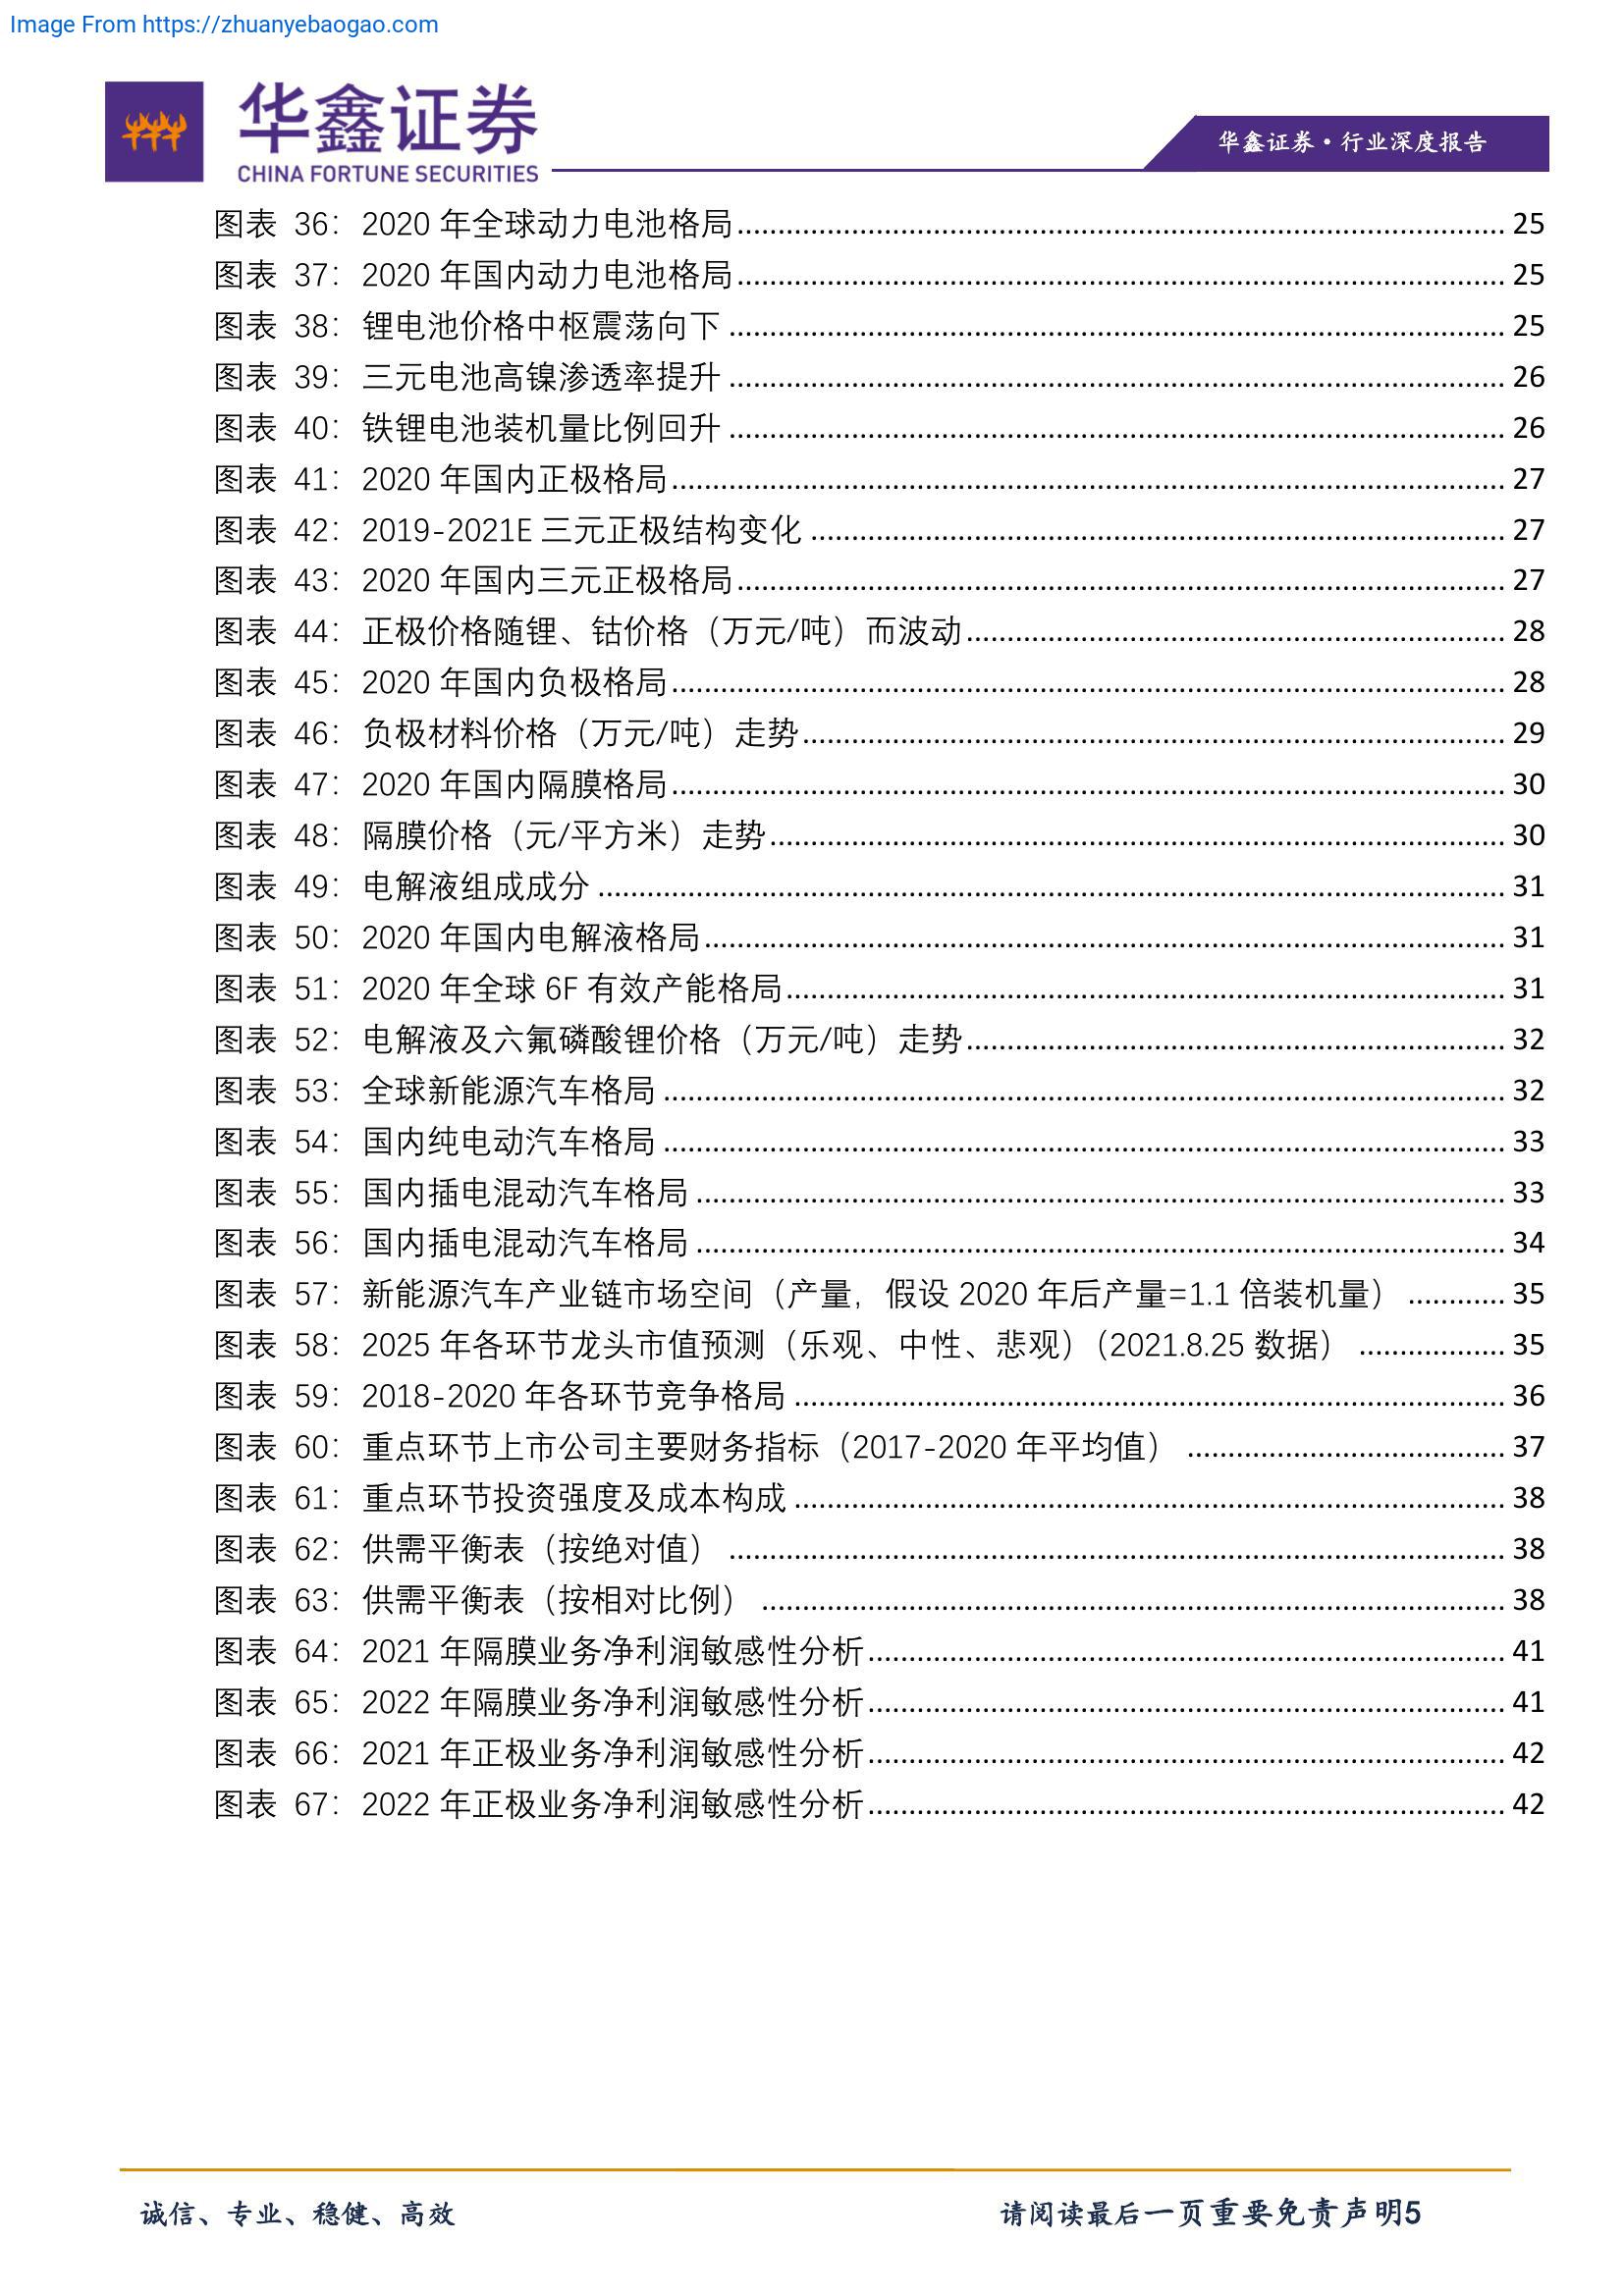 Image From https://zhuanyebaogao.com
华鑫证券
CHINA FORTUNE SECURITIES
华鑫证券·行业深度报告
图表 36：2020 年全球动力电池格局 25
图表 37：2020 年国内动力电池格局 25
图表 38：锂电池价格中枢震荡向下 25
图表 39：三元电池高镍渗透率提升 26
图表 40：铁锂电池装机量比例回升 26
图表 41：2020 年国内正极格局 27
图表 42：2019-2021E 三元正极结构变化 27
图表 43：2020 年国内三元正极格局 27
图表 44：正极价格随锂、钴价格（万元/吨）而波动 28
图表 45：2020 年国内负极格局 28
图表 46：负极材料价格（万元/吨）走势 29
图表 47：2020 年国内隔膜格局 30
图表 48：隔膜价格（元/平方米）走势 30
图表 49：电解液组成成分 31
图表 50：2020 年国内电解液格局 31
图表 51：2020 年全球 6F 有效产能格局 31
图表 52：电解液及六氟磷酸锂价格（万元/吨）走势 32
图表 53：全球新能源汽车格局 32
图表 54：国内纯电动汽车格局 33
图表 55：国内插电混动汽车格局 33
图表 56：国内插电混动汽车格局 34
图表 57：新能源汽车产业链市场空间（产量，假设 2020 年后产量=1.1 倍装机量） 35
图表 58：2025 年各环节龙头市值预测（乐观、中性、悲观）（2021.8.25 数据） 35
图表 59：2018-2020 年各环节竞争格局 36
图表 60：重点环节上市公司主要财务指标（2017-2020 年平均值） 37
图表 61：重点环节投资强度及成本构成 38
图表 62：供需平衡表（按绝对值） 38
图表 63：供需平衡表（按相对比例） 38
图表 64：2021 年隔膜业务净利润敏感性分析 41
图表 65：2022 年隔膜业务净利润敏感性分析 41
图表 66：2021 年正极业务净利润敏感性分析 42
图表 67：2022 年正极业务净利润敏感性分析 42
诚信、专业、稳健、高效
请阅读最后一页重要免责声明5